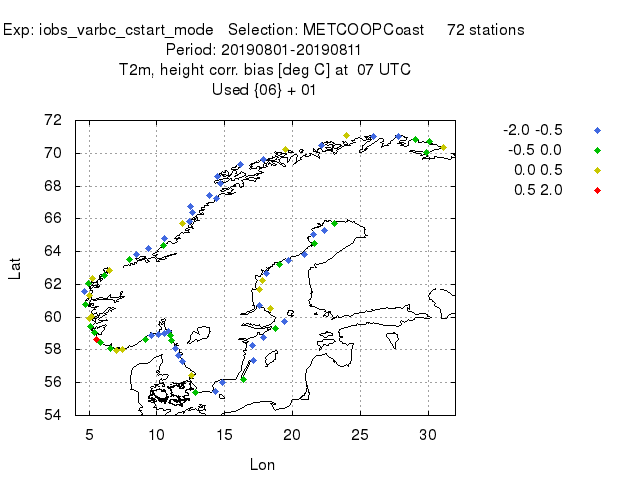 Exp: iobs_varbc_cstart_mode Selection: METCOOPCoast 72 stations
Period: 20190801-20190811
T2m, height corr. bias [deg C] at 07 UTC
Used {06} + 01
-2.0 -0.5
-0.5 0.0
0.0 0.5
0.5 2.0
72
70
68
66
64
62
60
58
56
54
Lat
5 10 15 20 25 30
Lon